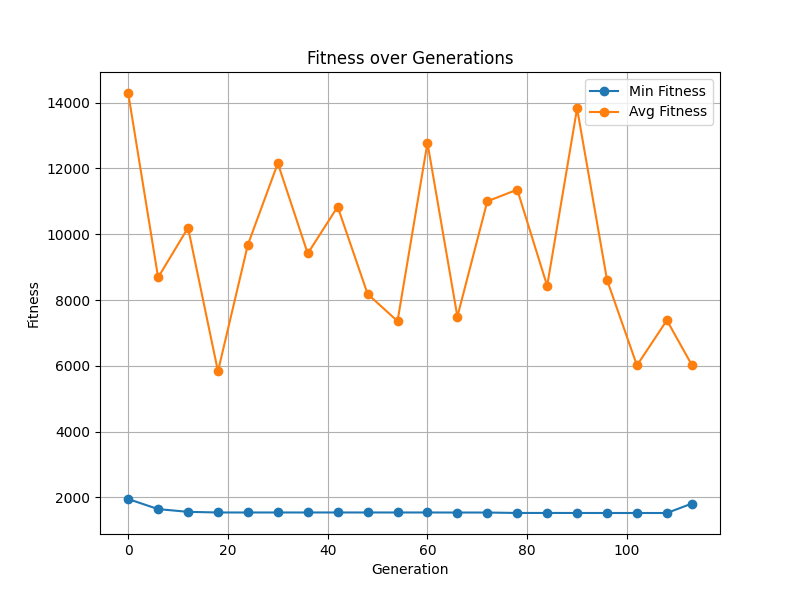 Fitness over Generations
Min Fitness
Avg Fitness
14000
12000
10000
8000
6000
4000
2000
Fitness
0 20 40 60 80 100
Generation